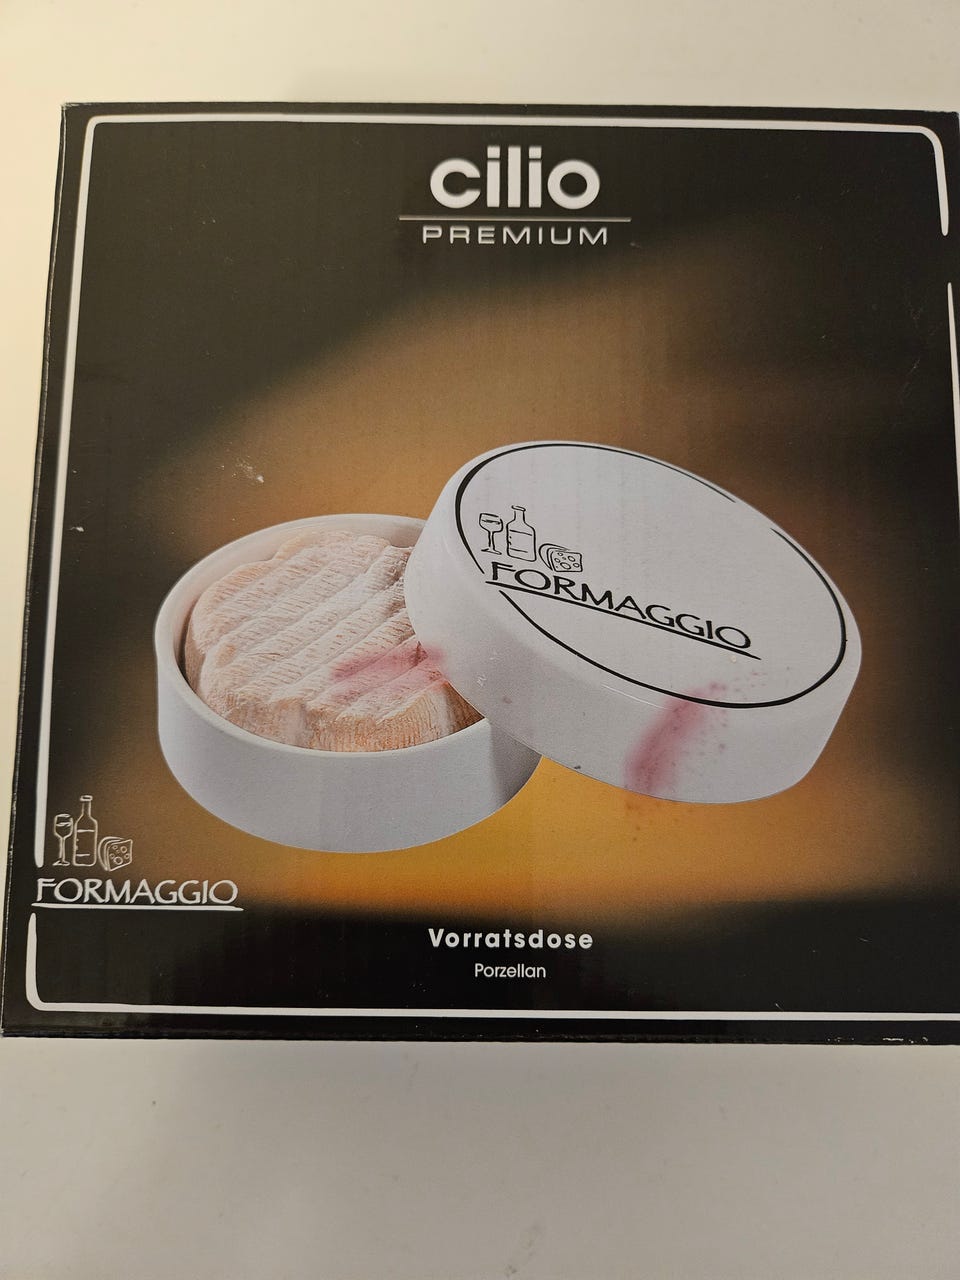 cilio
PREMIUM
FORMAGGIO
FORMAGGIO
Vorratsdose
Porzellan